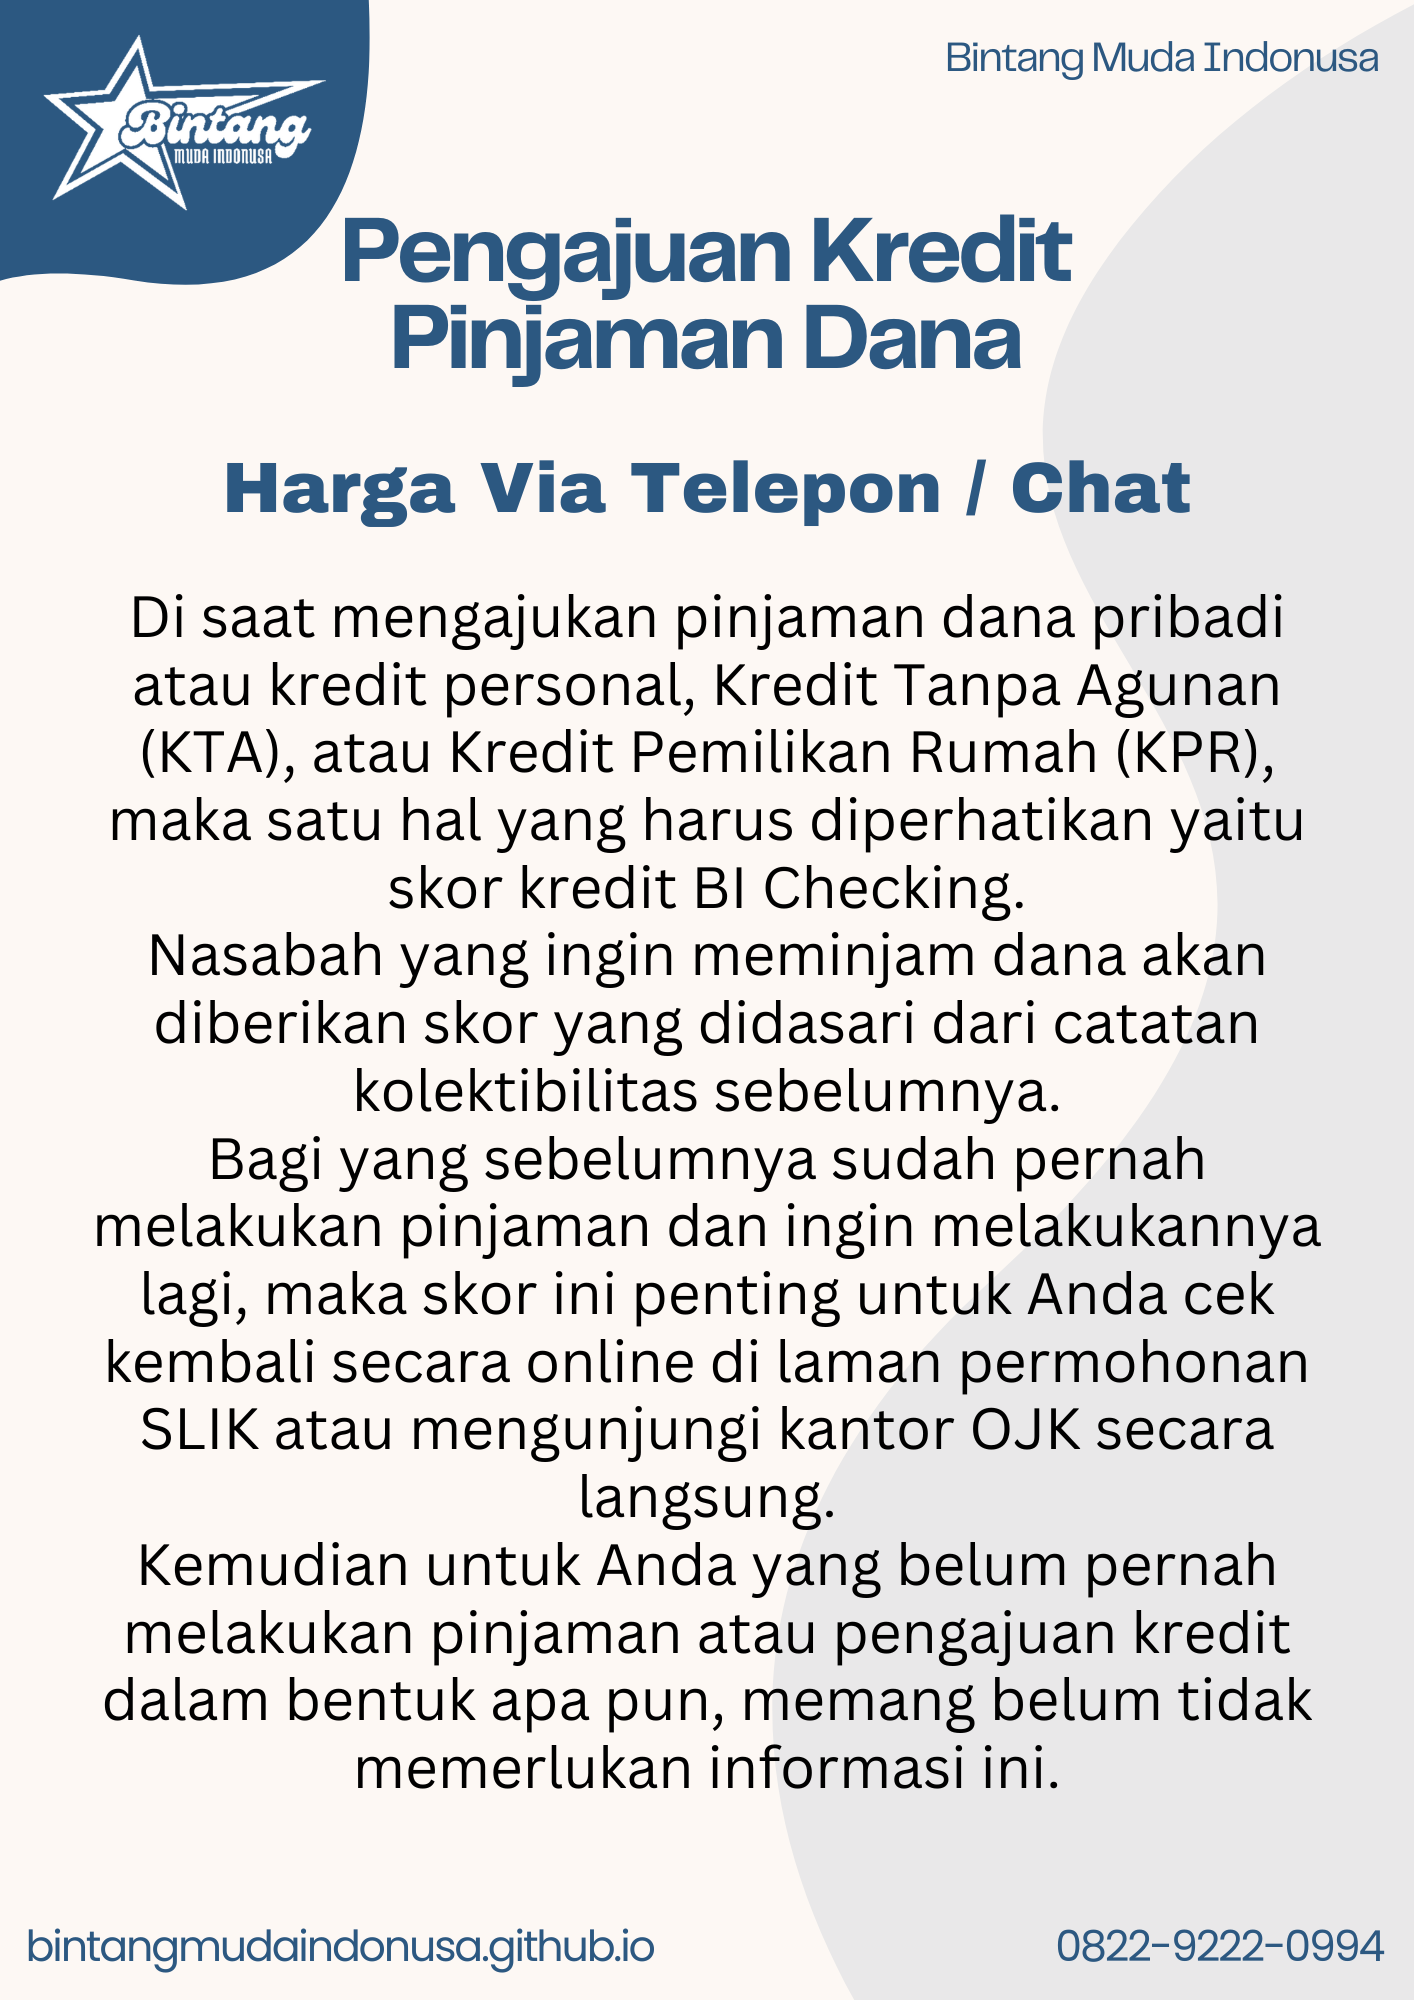 Bintang
MUDA INDONUSA
Bintang Muda Indonusa
Pengajuan Kredit
Pinjaman Dana
Harga Via Telepon / Chat
Di saat mengajukan pinjaman dana pribadi
atau kredit personal, Kredit Tanpa Agunan
(KTA), atau Kredit Pemilikan Rumah (KPR),
maka satu hal yang harus diperhatikan yaitu
skor kredit BI Checking.
Nasabah yang ingin meminjam dana akan
diberikan skor yang didasari dari catatan
kolektibilitas sebelumnya.
Bagi yang sebelumnya sudah pernah
melakukan pinjaman dan ingin melakukannya
lagi, maka skor ini penting untuk Anda cek
kembali secara online di laman permohonan
SLIK atau mengunjungi kantor OJK secara
langsung.
Kemudian untuk Anda yang belum pernah
melakukan pinjaman atau pengajuan kredit
dalam bentuk apa pun, memang belum tidak
memerlukan informasi ini.
bintangmudaindonusa.github.io
0822-9222-0994